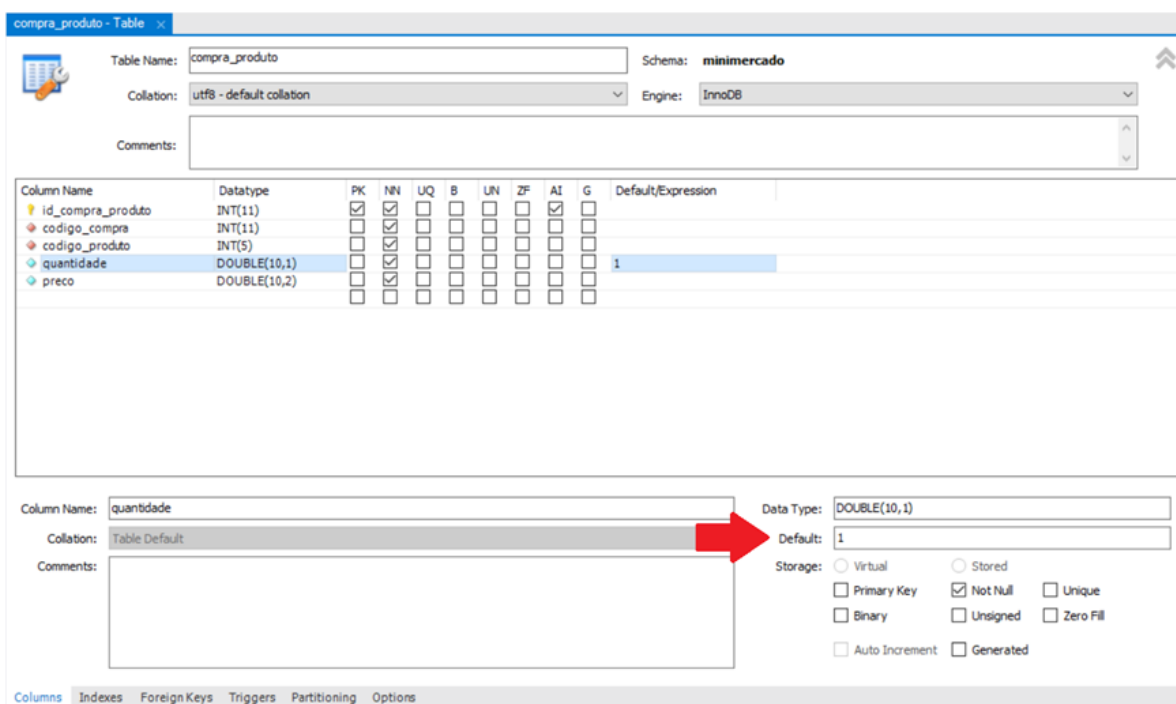 compra_produto - Table ×
Table Name: compra_produto Schema: minimercado
Collation: utf8 - default collation Engine: InnoDB
Comments:
Column Name Datatype PK NN UQ B UN ZF AI G Default/Expression
id_compra_produto INT(11)
codigo_compra INT(11)
codigo_produto INT(5)
quantidade DOUBLE(10,1) 1
preco DOUBLE(10,2)
Column Name: quantidade Data Type: DOUBLE(10,1)
Collation: Table Default Default: 1
Comments: Storage: Virtual Stored
Primary Key Not Null Unique
Binary Unsigned Zero Fill
Auto Increment Generated
Columns Indexes Foreign Keys Triggers Partitioning Options